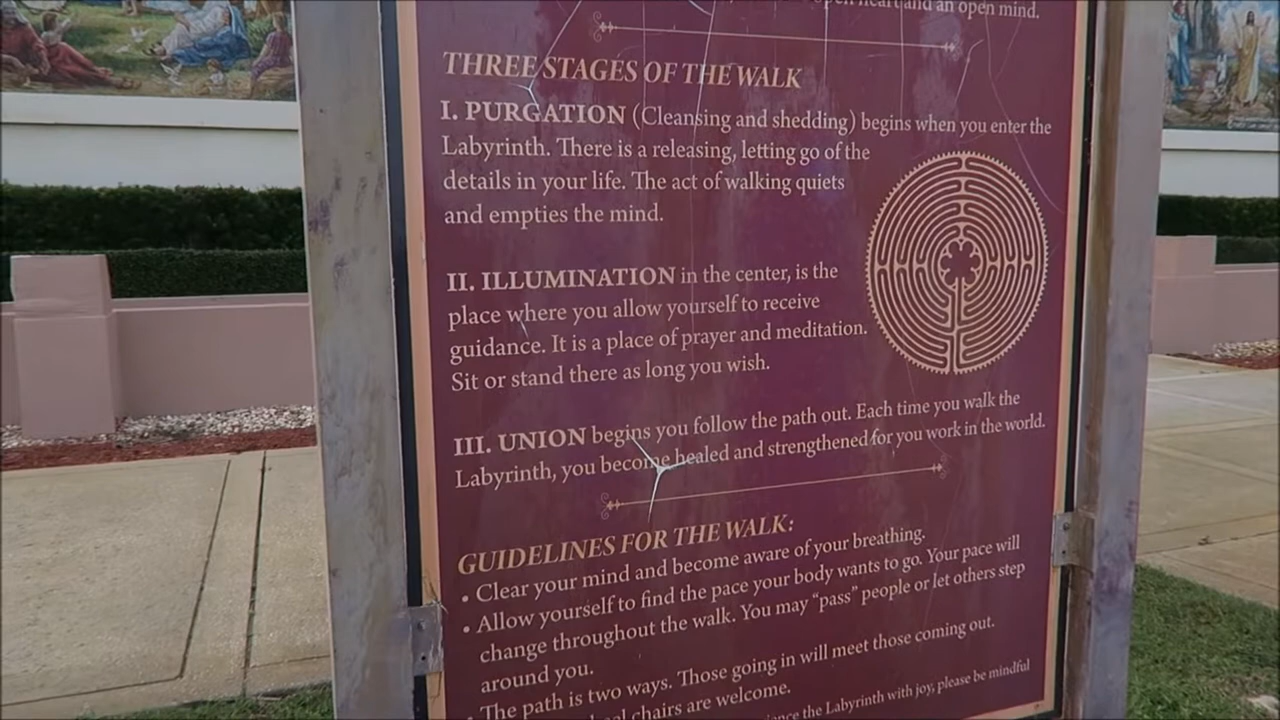 open heart and an open mind.
THREE STAGES OF THE WALK
I. PURGATION (Cleansing and shedding) begins when you enter the
Labyrinth. There is a releasing, letting go of the
details in your life. The act of walking quiets
and empties the mind.
II. ILLUMINATION in the center, is the
place where you allow yourself to receive
guidance. It is a place of prayer and meditation.
Sit or stand there as long you wish.
III. UNION begins you follow the path out. Each time you walk the
Labyrinth, you become healed and strengthened for you work in the world.
GUIDELINES FOR THE WALK:
• Clear your mind and become aware of your breathing.
• Allow yourself to find the pace your body wants to go. Your pace will
change throughout the walk. You may "pass" people or let others step
around you.
• The path is two ways. Those going in will meet those coming out.
chairs are welcome.
the Labyrinth with joy, please be mindful